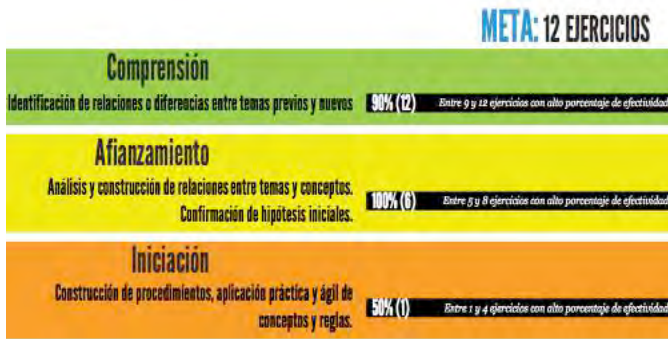 META: 12 EJERCICIOS
Comprensión
Identificación de relaciones o diferencias entre temas previos y nuevos
90% (12) Entre 9 y 12 ejercicios con alto porcentaje de efectividad
Afianzamiento
Análisis y construcción de relaciones entre temas y conceptos.
Confirmación de hipótesis iniciales.
100% (6) Entre 5 y 8 ejercicios con alto porcentaje de efectividad
Iniciación
Construcción de procedimientos, aplicación práctica y ágil de
conceptos y reglas.
50% (1) Entre 1 y 4 ejercicios con alto porcentaje de efectividad